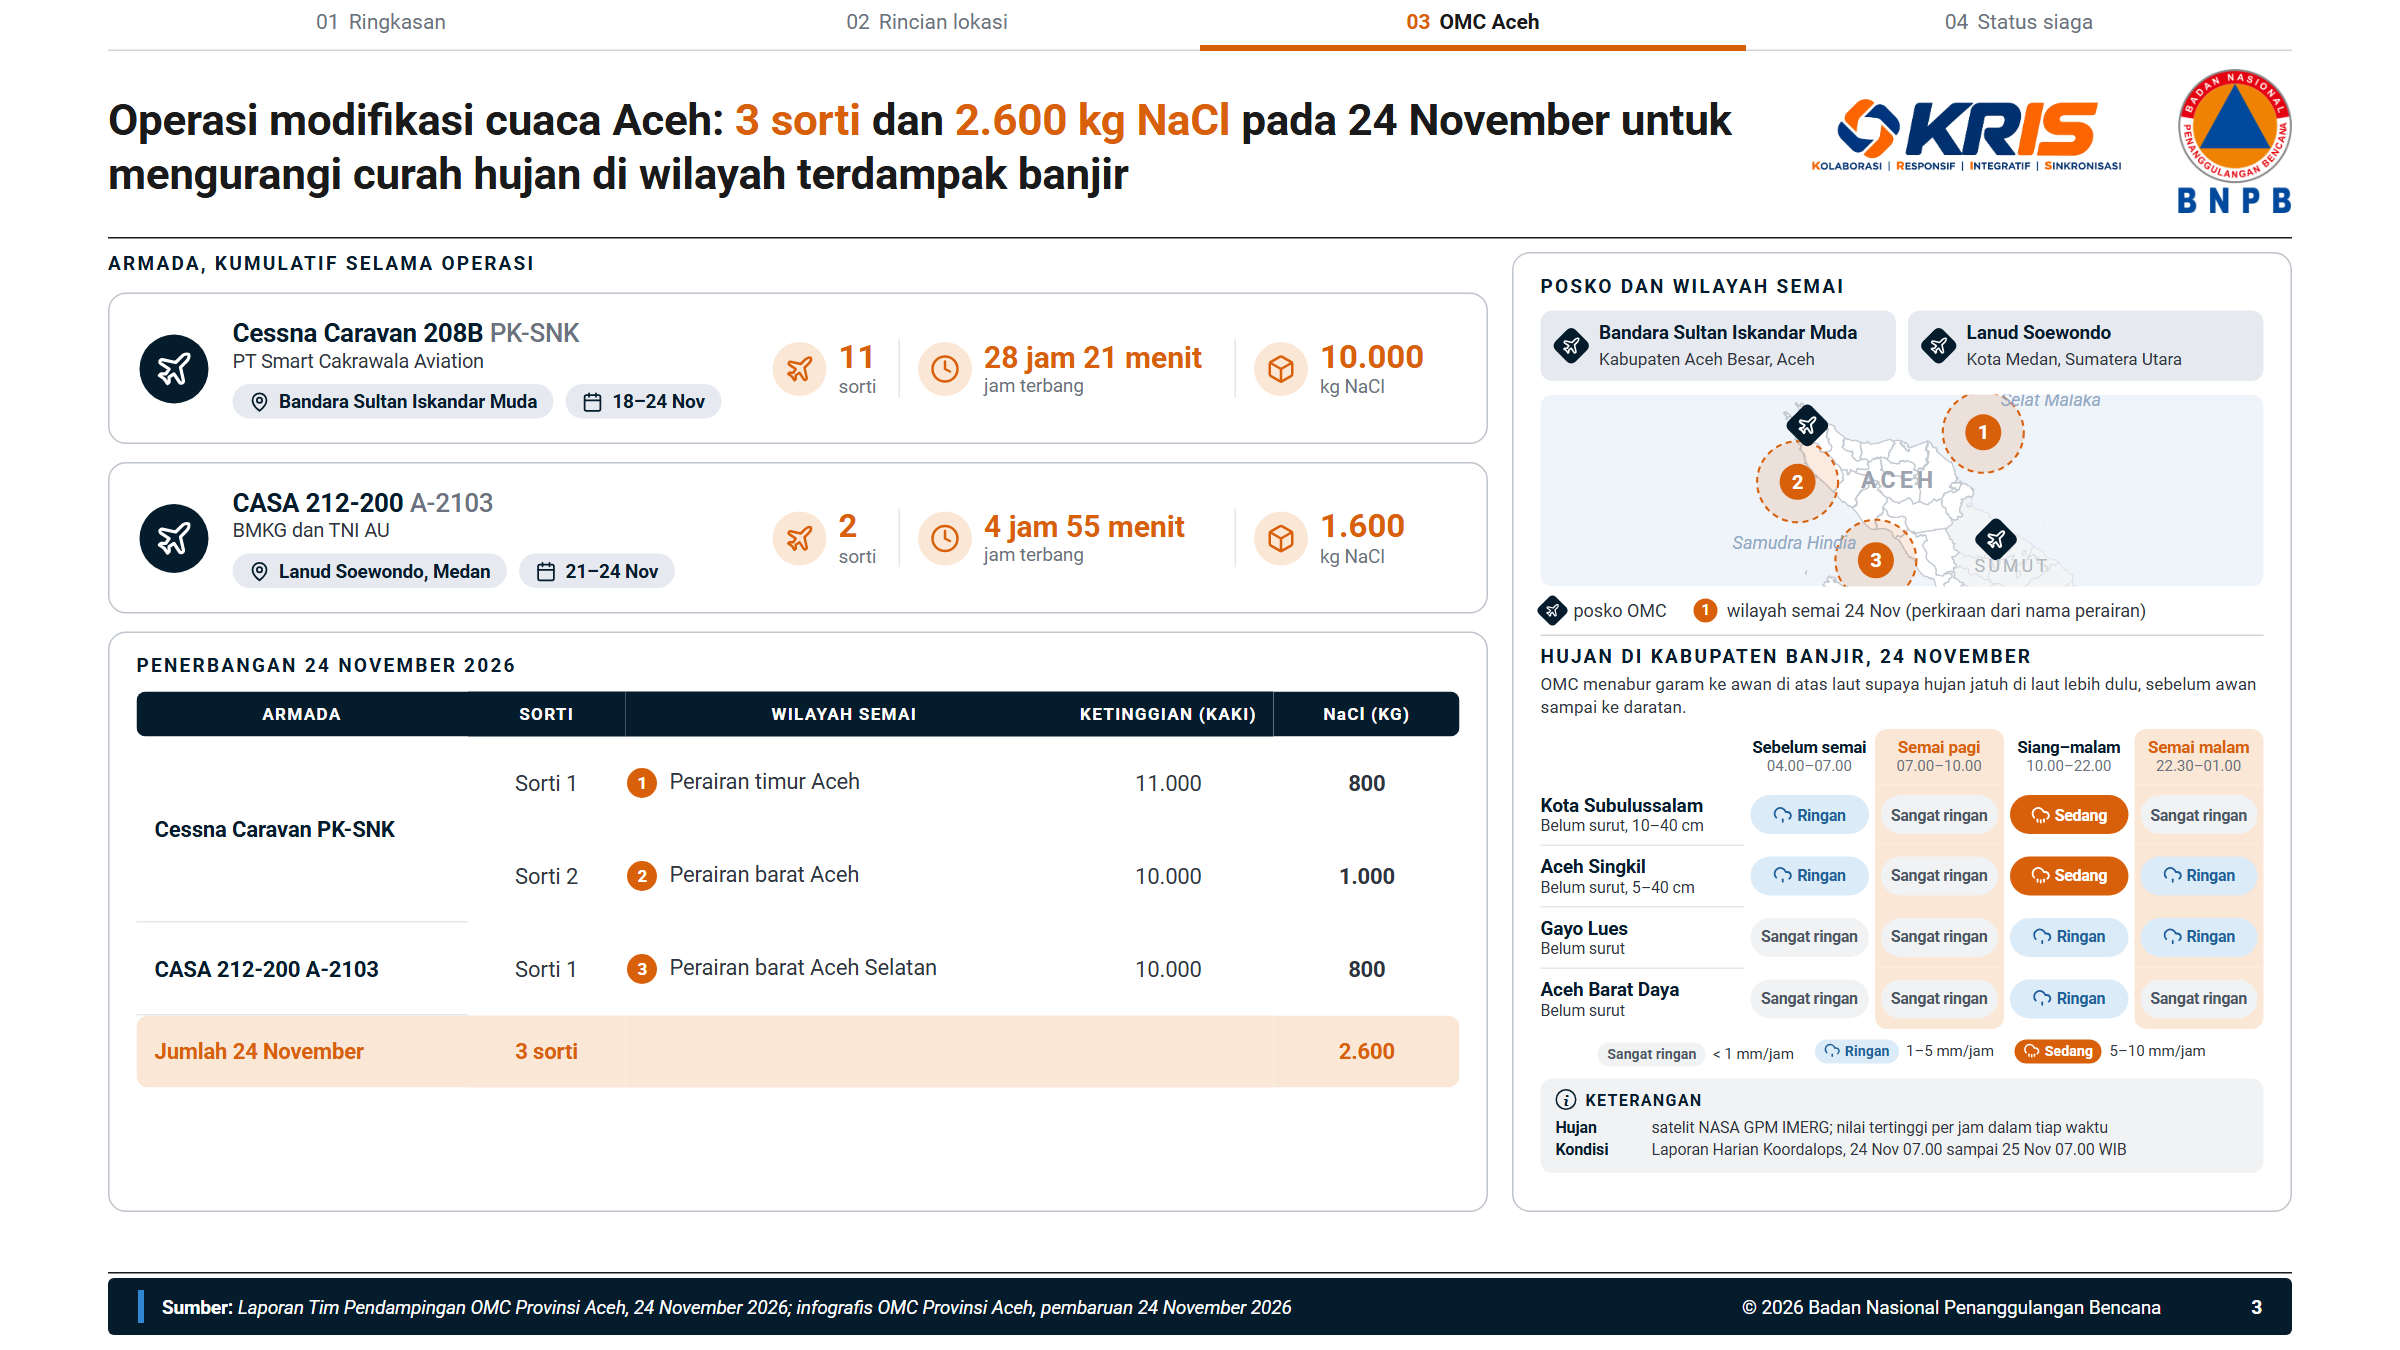 01 Ringkasan
02 Rincian lokasi
03 OMC Aceh
04 Status siaga
Operasi modifikasi cuaca Aceh: 3 sorti dan 2.600 kg NaCl pada 24 November untuk
mengurangi curah hujan di wilayah terdampak banjir
KRIS
KOLABORASI | RESPONSIF | INTEGRATIF | SINKRONISASI
BADAN NASIONAL
PENANGGULANGAN BENCANA
BNPB
ARMADA, KUMULATIF SELAMA OPERASI
Cessna Caravan 208B PK-SNK
PT Smart Cakrawala Aviation
Bandara Sultan Iskandar Muda
18–24 Nov
11
sorti
28 jam 21 menit
jam terbang
10.000
kg NaCl
CASA 212-200 A-2103
BMKG dan TNI AU
Lanud Soewondo, Medan
21–24 Nov
2
sorti
4 jam 55 menit
jam terbang
1.600
kg NaCl
PENERBANGAN 24 NOVEMBER 2026
ARMADA SORTI WILAYAH SEMAI KETINGGIAN (KAKI) NaCl (KG)
Cessna Caravan PK-SNK
Sorti 1 1 Perairan timur Aceh 11.000 800
Sorti 2 2 Perairan barat Aceh 10.000 1.000
CASA 212-200 A-2103 Sorti 1 3 Perairan barat Aceh Selatan 10.000 800
Jumlah 24 November 3 sorti 2.600
POSKO DAN WILAYAH SEMAI
Bandara Sultan Iskandar Muda
Kabupaten Aceh Besar, Aceh
Lanud Soewondo
Kota Medan, Sumatera Utara
Selat Malaka
1
2
ACEH
Samudra Hindia
3
SUMUT
posko OMC
1 wilayah semai 24 Nov (perkiraan dari nama perairan)
HUJAN DI KABUPATEN BANJIR, 24 NOVEMBER
OMC menabur garam ke awan di atas laut supaya hujan jatuh di laut lebih dulu, sebelum awan
sampai ke daratan.
Sebelum semai Semai pagi Siang–malam Semai malam
04.00–07.00 07.00–10.00 10.00–22.00 22.30–01.00
Kota Subulussalam
Belum surut, 10–40 cm
Ringan Sangat ringan Sedang Sangat ringan
Aceh Singkil
Belum surut, 5–40 cm
Ringan Sangat ringan Sedang Ringan
Gayo Lues
Belum surut
Sangat ringan Sangat ringan Ringan Ringan
Aceh Barat Daya
Belum surut
Sangat ringan Sangat ringan Ringan Sangat ringan
Sangat ringan < 1 mm/jam Ringan 1–5 mm/jam Sedang 5–10 mm/jam
KETERANGAN
Hujan satelit NASA GPM IMERG; nilai tertinggi per jam dalam tiap waktu
Kondisi Laporan Harian Koordalops, 24 Nov 07.00 sampai 25 Nov 07.00 WIB
Sumber: Laporan Tim Pendampingan OMC Provinsi Aceh, 24 November 2026; infografis OMC Provinsi Aceh, pembaruan 24 November 2026
© 2026 Badan Nasional Penanggulangan Bencana
3